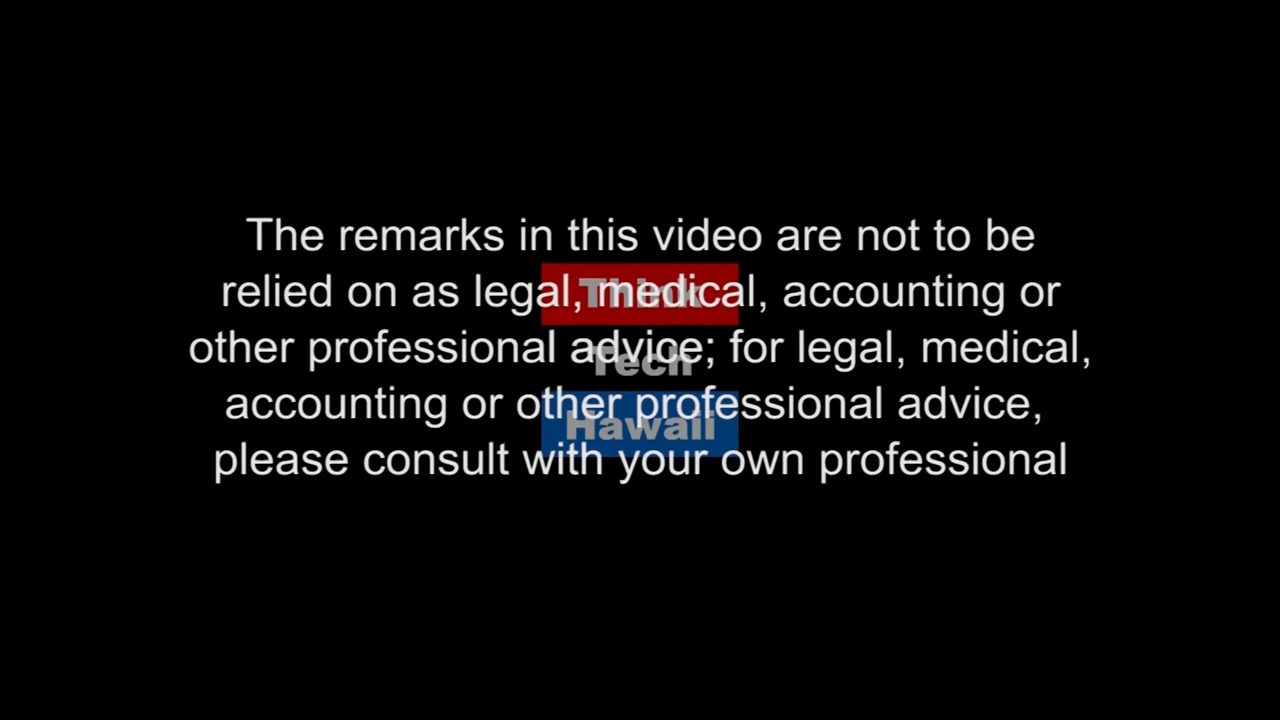 The remarks in this video are not to be
relied on as legal, medical, accounting or
other professional advice; for legal, medical,
accounting or other professional advice,
please consult with your own professional
Think
Tech
Hawaii